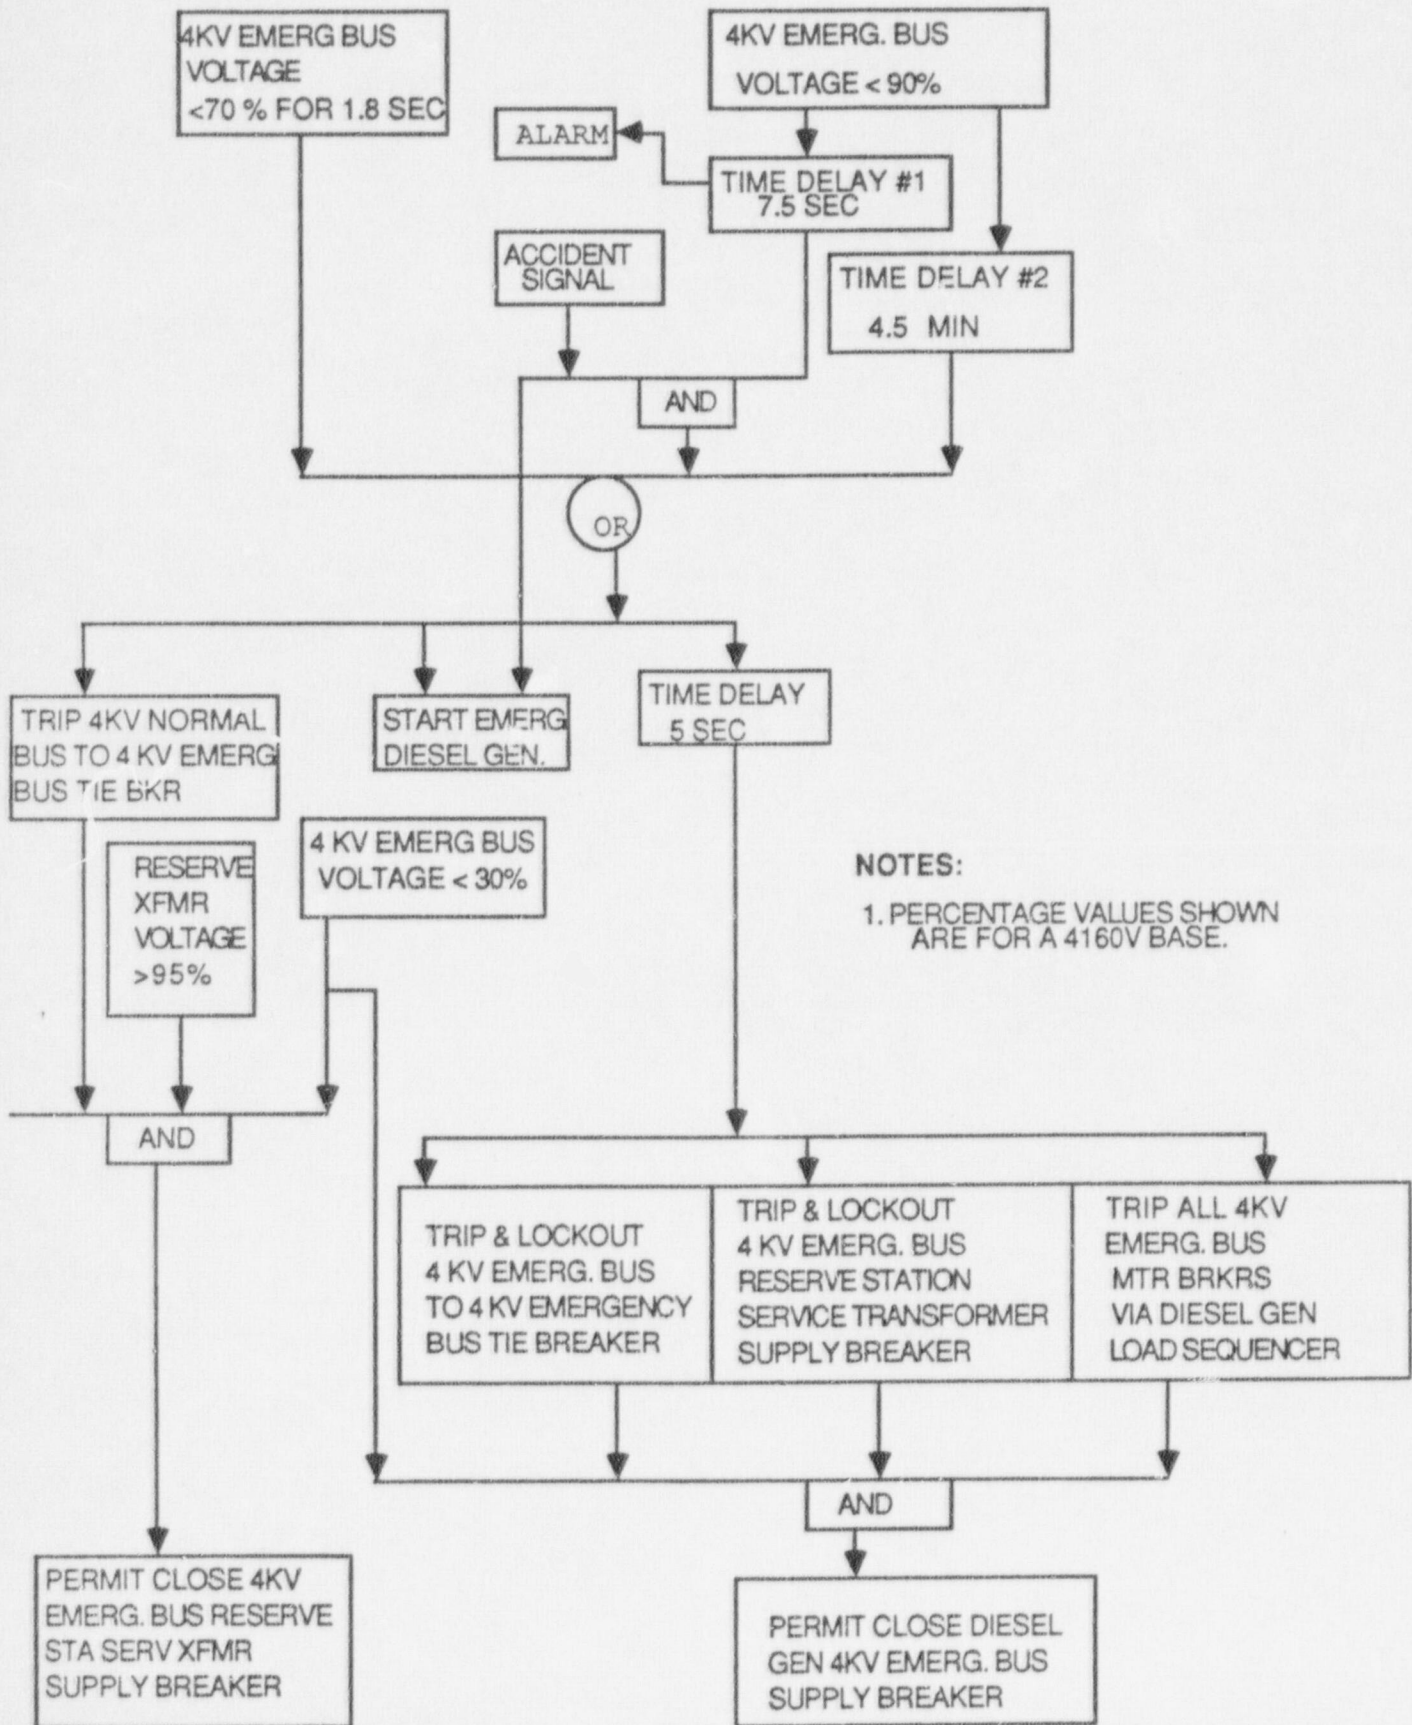 4KV EMERG BUS
VOLTAGE
<70 % FOR 1.8 SEC
4KV EMERG. BUS
VOLTAGE < 90%
ALARM
TIME DELAY #1
7.5 SEC
ACCIDENT
SIGNAL
TIME DELAY #2
4.5 MIN
AND
OR
TRIP 4KV NORMAL
BUS TO 4 KV EMERG
BUS TIE BKR
START EMERG
DIESEL GEN.
TIME DELAY
5 SEC
RESERVE
XFMR
VOLTAGE
>95%
4 KV EMERG BUS
VOLTAGE < 30%
NOTES:
1. PERCENTAGE VALUES SHOWN
ARE FOR A 4160V BASE.
AND
TRIP & LOCKOUT
4 KV EMERG. BUS
TO 4 KV EMERGENCY
BUS TIE BREAKER
TRIP & LOCKOUT
4 KV EMERG. BUS
RESERVE STATION
SERVICE TRANSFORMER
SUPPLY BREAKER
TRIP ALL 4KV
EMERG. BUS
MTR BRKRS
VIA DIESEL GEN
LOAD SEQUENCER
AND
PERMIT CLOSE 4KV
EMERG. BUS RESERVE
STA SERV XFMR
SUPPLY BREAKER
PERMIT CLOSE DIESEL
GEN 4KV EMERG. BUS
SUPPLY BREAKER